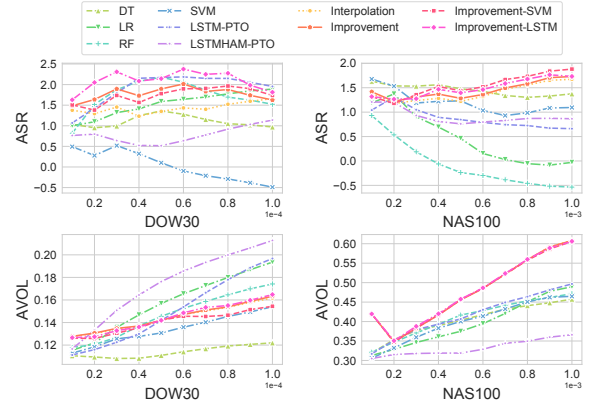 DT SVM Interpolation Improvement-SVM
LR LSTM-PTO Improvement Improvement-LSTM
RF LSTMHAM-PTO
ASR
2.5
2.0
1.5
1.0
0.5
0.0
−0.5
0.2 0.4 0.6 0.8 1.0
1e−4
DOW30
ASR
2.0
1.5
1.0
0.5
0.0
−0.5
0.2 0.4 0.6 0.8 1.0
1e−3
NAS100
AVOL
0.20
0.18
0.16
0.14
0.12
0.2 0.4 0.6 0.8 1.0
1e−4
DOW30
AVOL
0.60
0.55
0.50
0.45
0.40
0.35
0.30
0.2 0.4 0.6 0.8 1.0
1e−3
NAS100